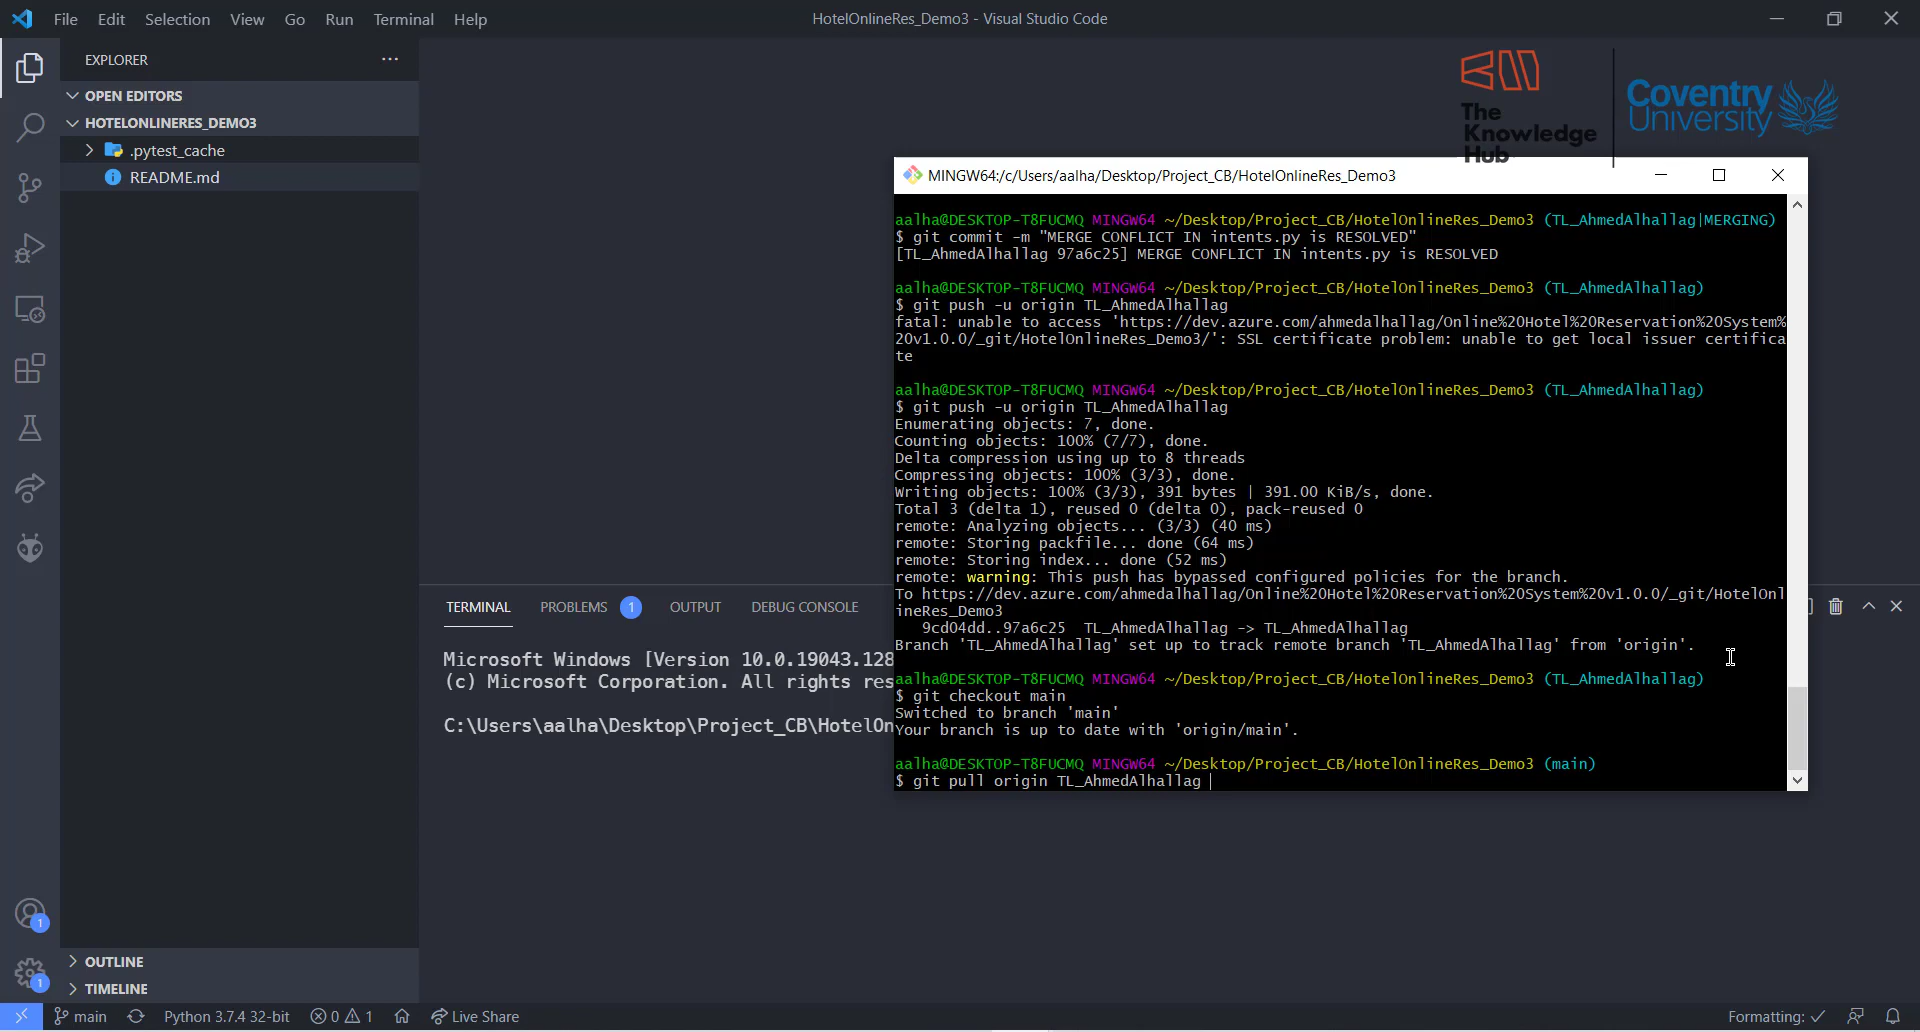 File Edit Selection View Go Run Terminal Help
HotelOnlineRes_Demo3 - Visual Studio Code
EXPLORER
OPEN EDITORS
HOTELONLINERES_DEMO3
.pytest_cache
README.md
The
Knowledge
Hub
Coventry
University
MINGW64:/c/Users/aalha/Desktop/Project_CB/HotelOnlineRes_Demo3
aalha@DESKTOP-T8FUCMQ MINGW64 ~/Desktop/Project_CB/HotelOnlineRes_Demo3 (TL_AhmedAlhallag|MERGING)
$ git commit -m "MERGE CONFLICT IN intents.py is RESOLVED"
[TL_AhmedAlhallag 97a6c25] MERGE CONFLICT IN intents.py is RESOLVED
aalha@DESKTOP-T8FUCMQ MINGW64 ~/Desktop/Project_CB/HotelOnlineRes_Demo3 (TL_AhmedAlhallag)
$ git push -u origin TL_AhmedAlhallag
fatal: unable to access 'https://dev.azure.com/ahmedalhallag/Online%20Hotel%20Reservation%20System%
20v1.0.0/_git/HotelOnlineRes_Demo3/': SSL certificate problem: unable to get local issuer certifica
te
aalha@DESKTOP-T8FUCMQ MINGW64 ~/Desktop/Project_CB/HotelOnlineRes_Demo3 (TL_AhmedAlhallag)
$ git push -u origin TL_AhmedAlhallag
Enumerating objects: 7, done.
Counting objects: 100% (7/7), done.
Delta compression using up to 8 threads
Compressing objects: 100% (3/3), done.
Writing objects: 100% (3/3), 391 bytes | 391.00 KiB/s, done.
Total 3 (delta 1), reused 0 (delta 0), pack-reused 0
remote: Analyzing objects... (3/3) (40 ms)
remote: Storing packfile... done (64 ms)
remote: Storing index... done (52 ms)
remote: warning: This push has bypassed configured policies for the branch.
To https://dev.azure.com/ahmedalhallag/Online%20Hotel%20Reservation%20System%20v1.0.0/_git/HotelOnl
ineRes_Demo3
9cd04dd..97a6c25 TL_AhmedAlhallag -> TL_AhmedAlhallag
Branch 'TL_AhmedAlhallag' set up to track remote branch 'TL_AhmedAlhallag' from 'origin'.
aalha@DESKTOP-T8FUCMQ MINGW64 ~/Desktop/Project_CB/HotelOnlineRes_Demo3 (TL_AhmedAlhallag)
$ git checkout main
Switched to branch 'main'
Your branch is up to date with 'origin/main'.
aalha@DESKTOP-T8FUCMQ MINGW64 ~/Desktop/Project_CB/HotelOnlineRes_Demo3 (main)
$ git pull origin TL_AhmedAlhallag
TERMINAL PROBLEMS 1 OUTPUT DEBUG CONSOLE
Microsoft Windows [Version 10.0.19043.128
(c) Microsoft Corporation. All rights res
C:\Users\aalha\Desktop\Project_CB\HotelOn
1
1
OUTLINE
TIMELINE
main Python 3.7.4 32-bit 0 1 Live Share
Formatting: ✓